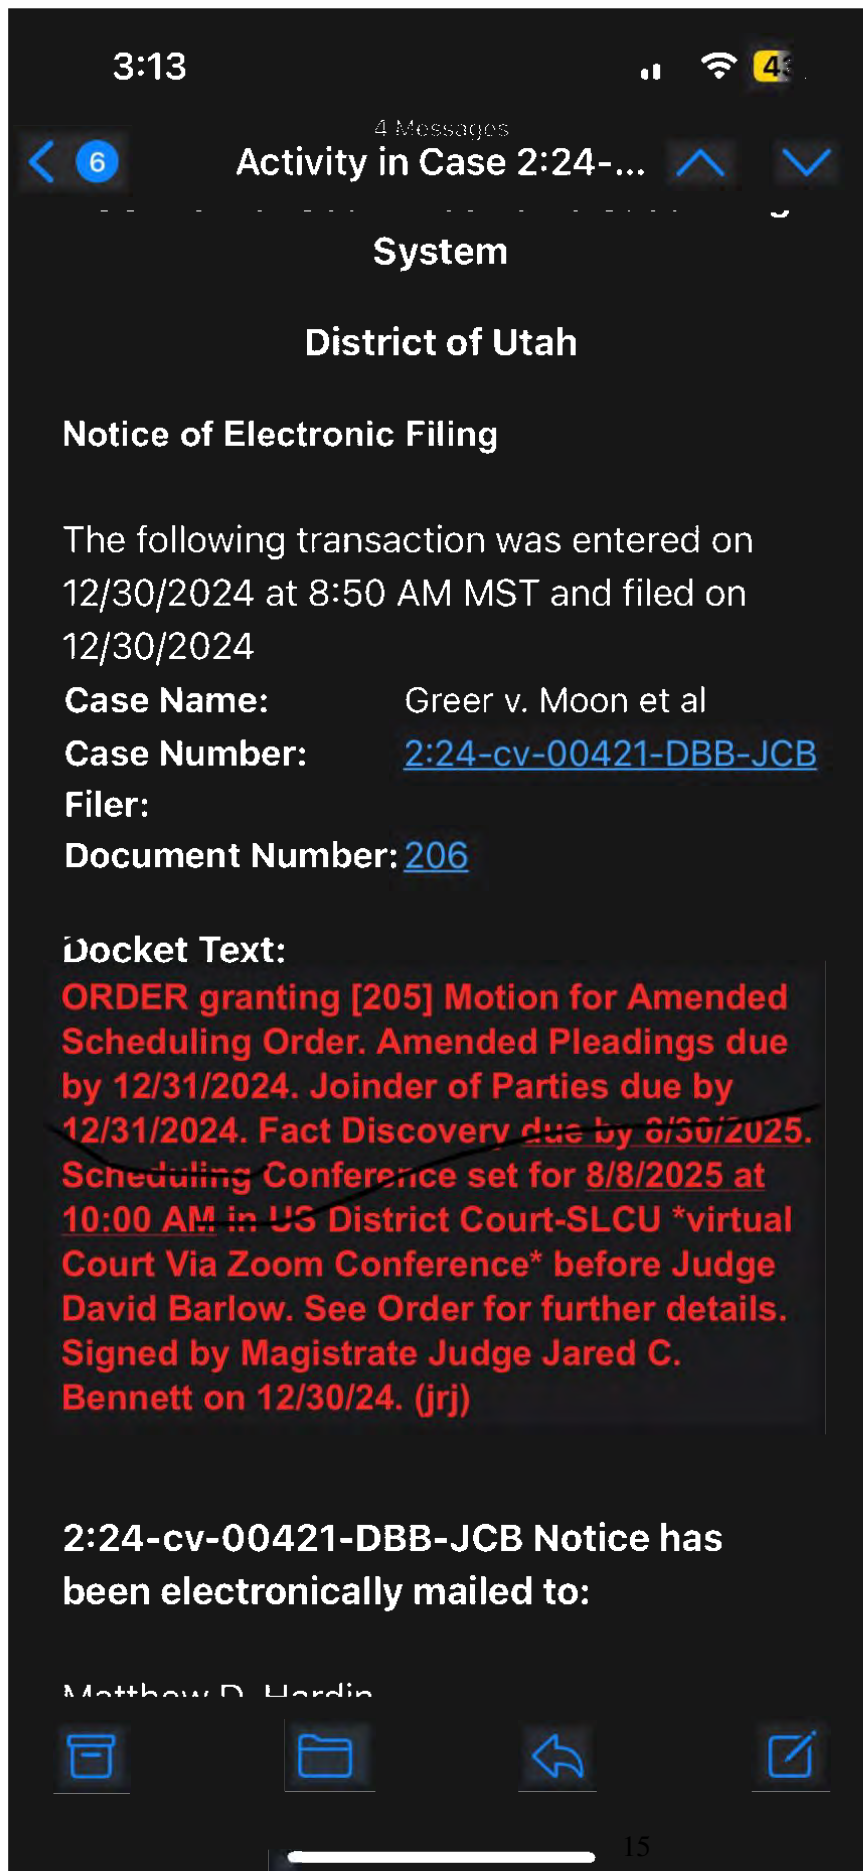 3:13
4 Messages
6
Activity in Case 2:24-...
System
District of Utah
Notice of Electronic Filing
The following transaction was entered on
12/30/2024 at 8:50 AM MST and filed on
12/30/2024
Case Name: Greer v. Moon et al
Case Number: 2:24-cv-00421-DBB-JCB
Filer:
Document Number: 206
Docket Text:
ORDER granting [205] Motion for Amended
Scheduling Order. Amended Pleadings due
by 12/31/2024. Joinder of Parties due by
12/31/2024. Fact Discovery due by 8/30/2025.
Scheduling Conference set for 8/8/2025 at
10:00 AM in US District Court-SLCU *virtual
Court Via Zoom Conference* before Judge
David Barlow. See Order for further details.
Signed by Magistrate Judge Jared C.
Bennett on 12/30/24. (jrj)
2:24-cv-00421-DBB-JCB Notice has
been electronically mailed to:
Matthew D. Hardin
15